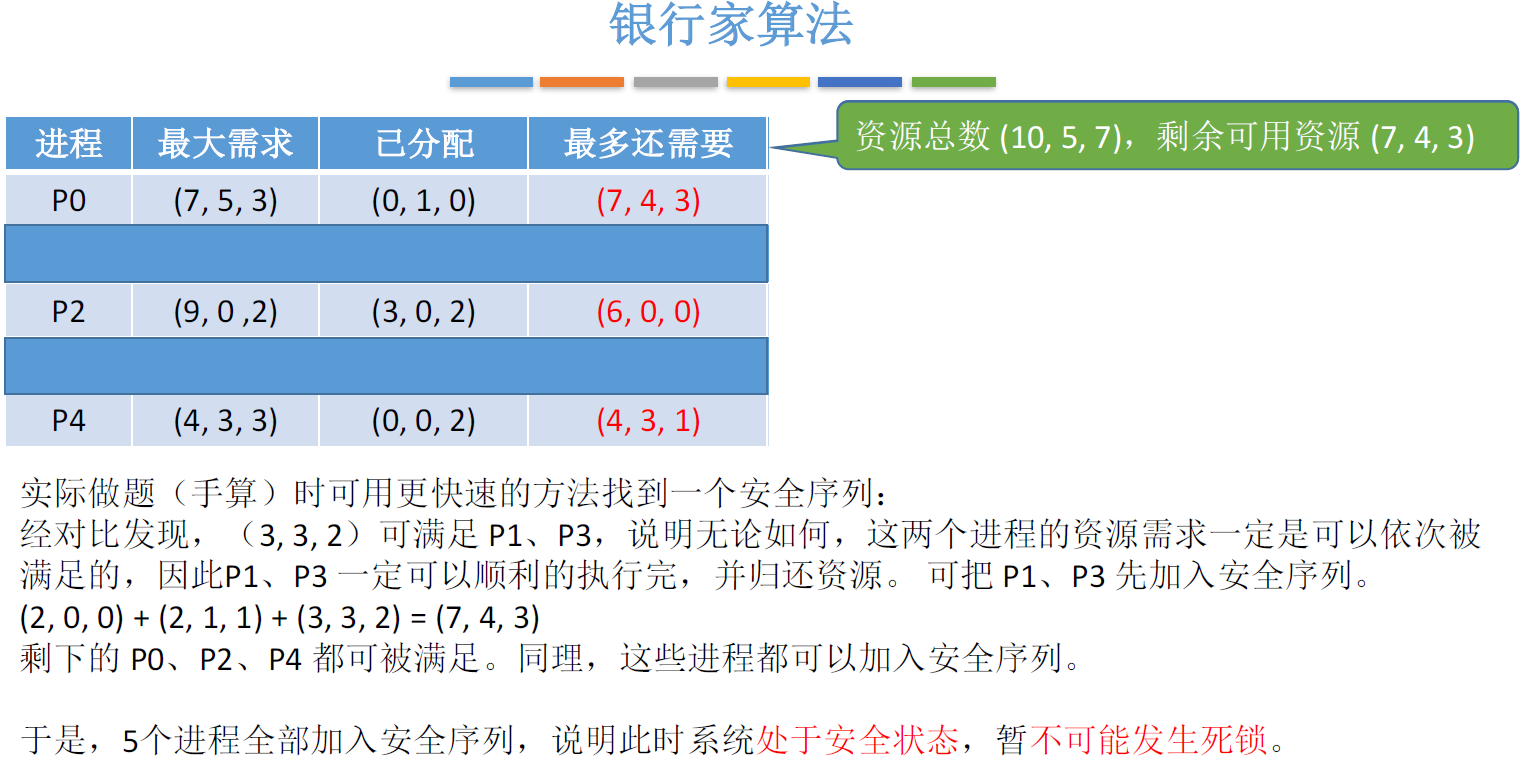 银行家算法
资源总数 (10, 5, 7)，剩余可用资源 (7, 4, 3)
进程 最大需求 已分配 最多还需要
P0 (7, 5, 3) (0, 1, 0) (7, 4, 3)
P2 (9, 0 ,2) (3, 0, 2) (6, 0, 0)
P4 (4, 3, 3) (0, 0, 2) (4, 3, 1)
实际做题（手算）时可用更快速的方法找到一个安全序列：
经对比发现，（3, 3, 2）可满足 P1、P3，说明无论如何，这两个进程的资源需求一定是可以依次被
满足的，因此P1、P3 一定可以顺利的执行完，并归还资源。 可把 P1、P3 先加入安全序列。
(2, 0, 0) + (2, 1, 1) + (3, 3, 2) = (7, 4, 3)
剩下的 P0、P2、P4 都可被满足。同理，这些进程都可以加入安全序列。
于是，5个进程全部加入安全序列，说明此时系统处于安全状态，暂不可能发生死锁。